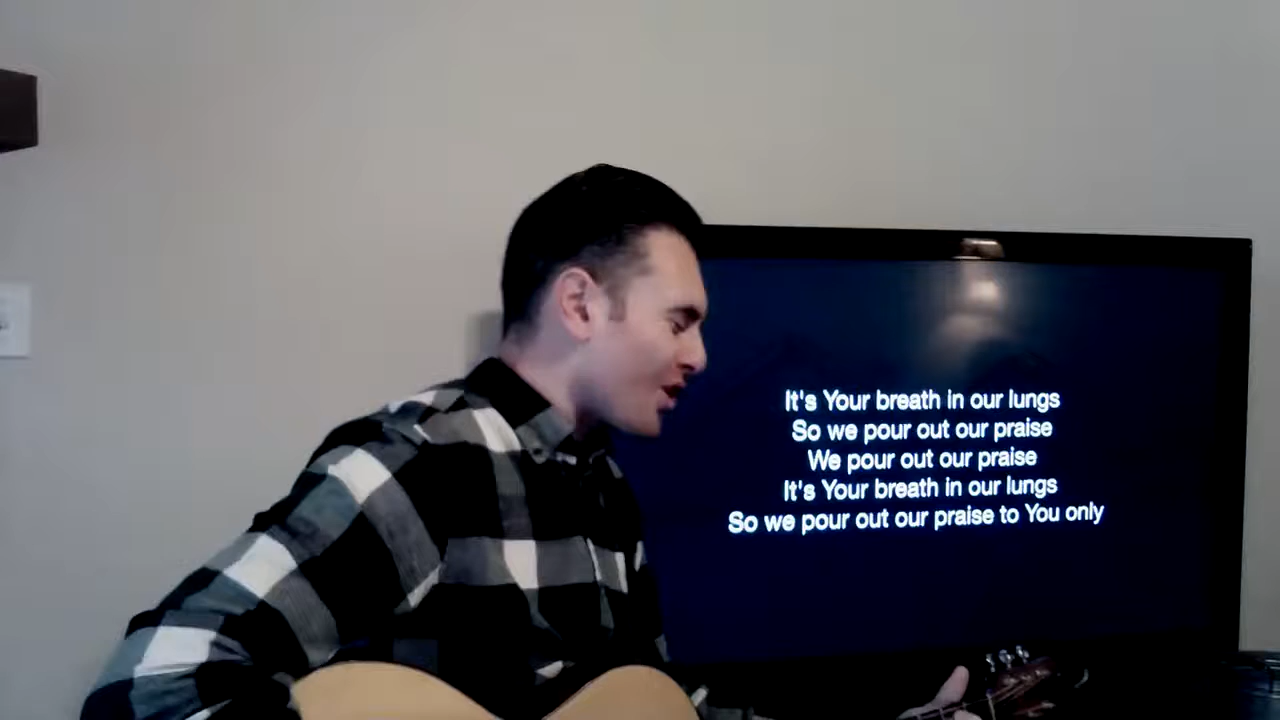 It's Your breath in our lungs
So we pour out our praise
We pour out our praise
It's Your breath in our lungs
So we pour out our praise to You only